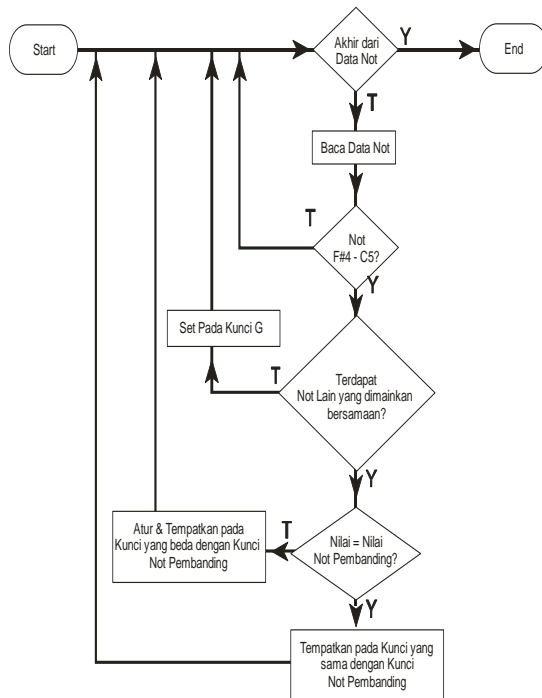 Start
Akhir dari
Data Not
Y
End
T
Baca Data Not
T
Not
F#4 - C5?
Y
Set Pada Kunci G
T
Terdapat
Not Lain yang dimainkan
bersamaan?
Y
Atur & Tempatkan pada
Kunci yang beda dengan Kunci
Not Pembanding
T
Nilai = Nilai
Not Pembanding?
Y
Tempatkan pada Kunci yang
sama dengan Kunci
Not Pembanding